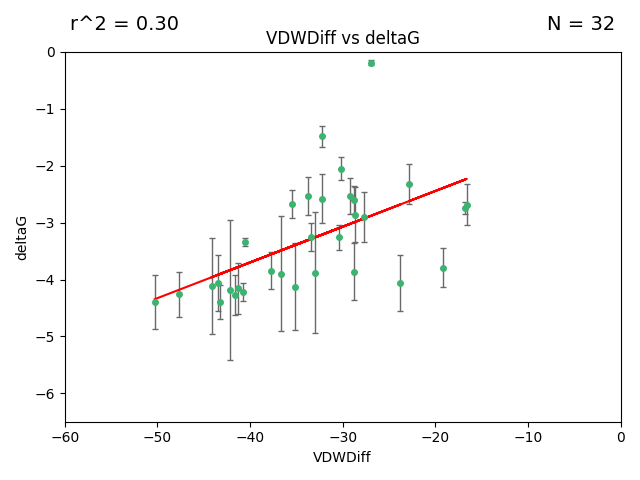 r^2 = 0.30
N = 32
VDWDiff vs deltaG
0
−1
−2
−3
−4
−5
−6
deltaG
−60 −50 −40 −30 −20 −10 0
VDWDiff